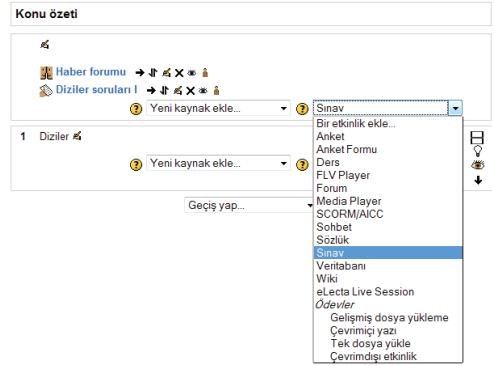 Konu özeti
Haber forumu
Diziler soruları I
Yeni kaynak ekle... Sınav
Bir etkinlik ekle...
Anket
Anket Formu
Ders
FLV Player
Forum
Media Player
SCORM/AICC
Sohbet
Sözlük
Sınav
Veritabanı
Wiki
eLecta Live Session
Ödevler
Gelişmiş dosya yükleme
Çevrimiçi yazı
Tek dosya yükle
Çevrimdışı etkinlik
1 Diziler
Yeni kaynak ekle...
Geçiş yap...